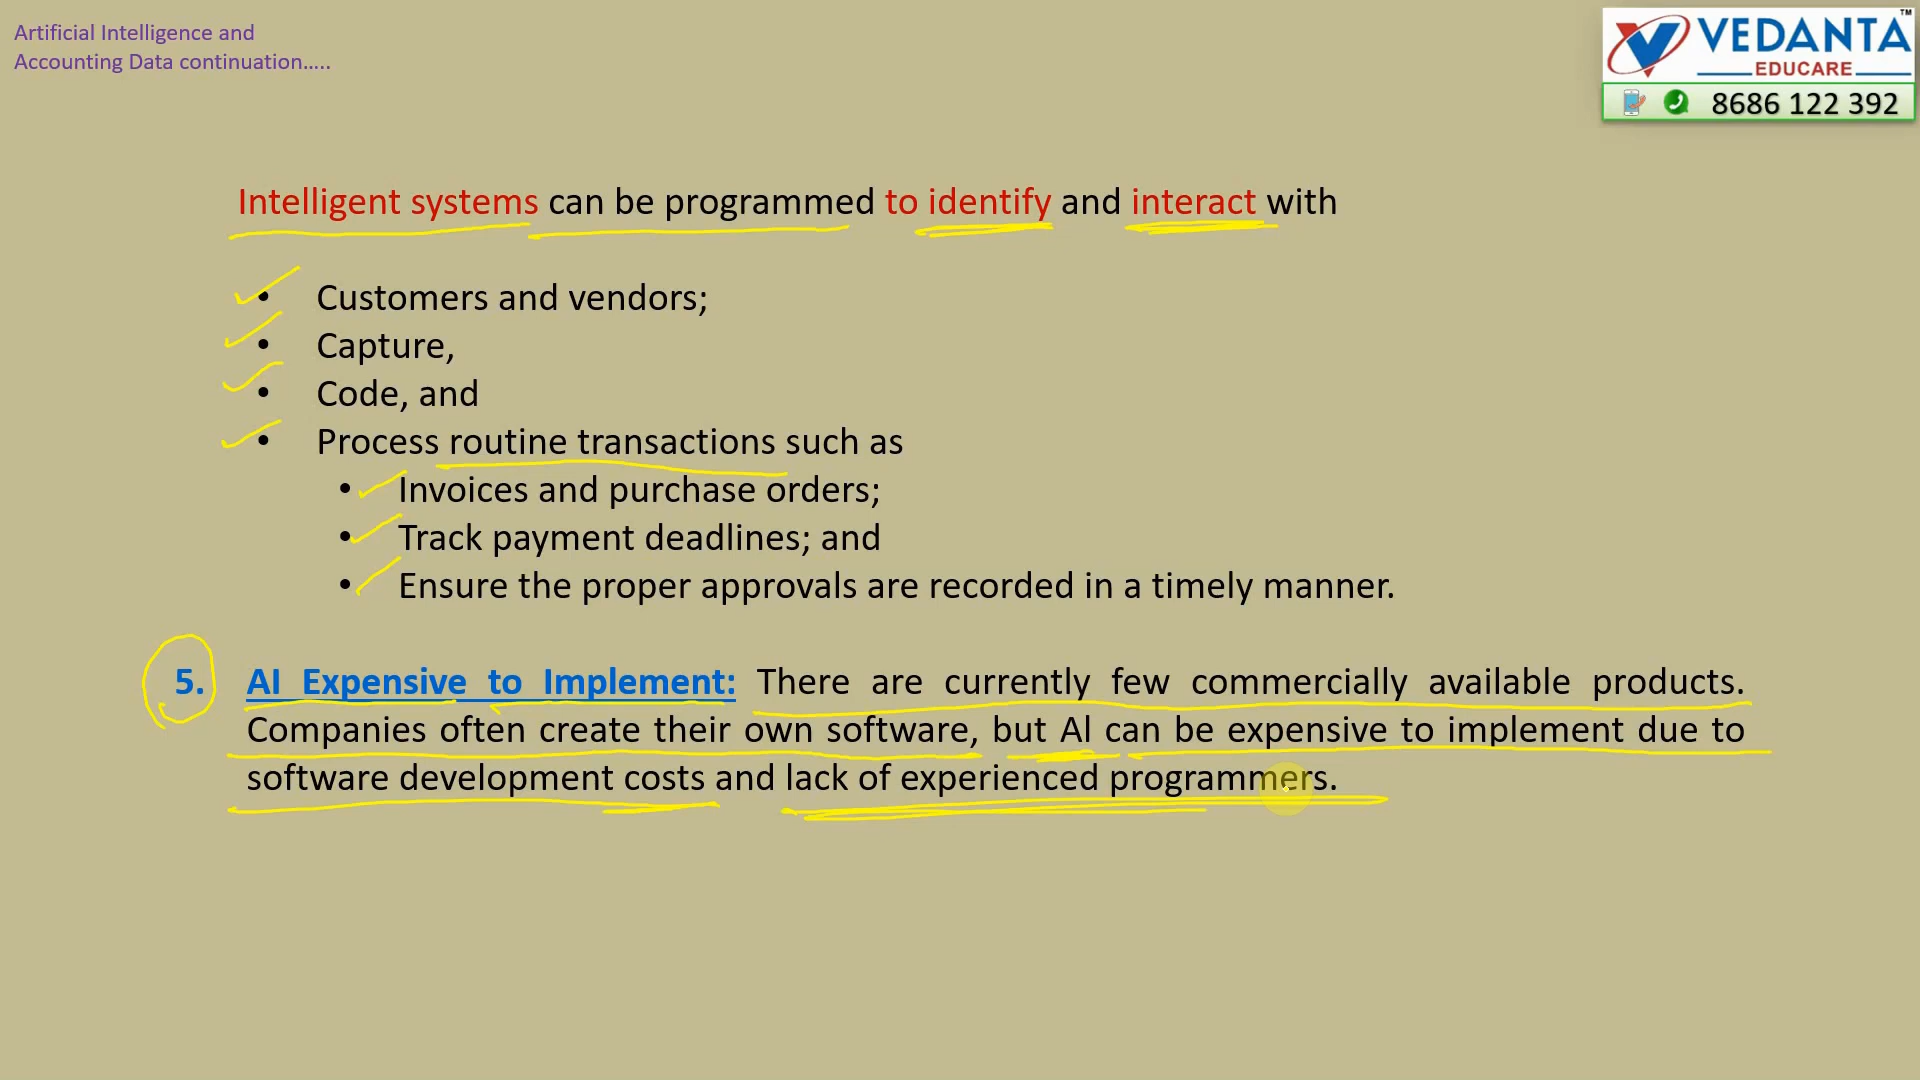 Artificial Intelligence and
Accounting Data continuation.....
VEDANTA™
EDUCARE
8686 122 392
Intelligent systems can be programmed to identify and interact with
• Customers and vendors;
• Capture,
• Code, and
• Process routine transactions such as
• Invoices and purchase orders;
• Track payment deadlines; and
• Ensure the proper approvals are recorded in a timely manner.
5. AI Expensive to Implement: There are currently few commercially available products.
Companies often create their own software, but Al can be expensive to implement due to
software development costs and lack of experienced programmers.